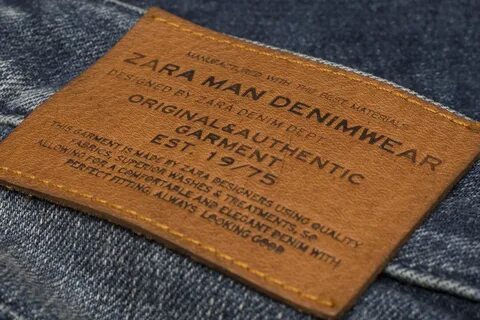 MANUFACTURED WITH THE BEST MATERIALS
ZARA MAN DENIMWEAR
DESIGNED BY ZARA DENIM DEPT.
ORIGINAL&AUTHENTIC
GARMENT
EST. 19/75
THIS GARMENT IS MADE BY ZARA DESIGNERS USING QUALITY
FABRICS, SUPERIOR WASHES & TREATMENTS, SO
ALLOWING FOR A COMFORTABLE AND ELEGANT DENIM WITH
PERFECT FITTING. ALWAYS LOOKING GOOD